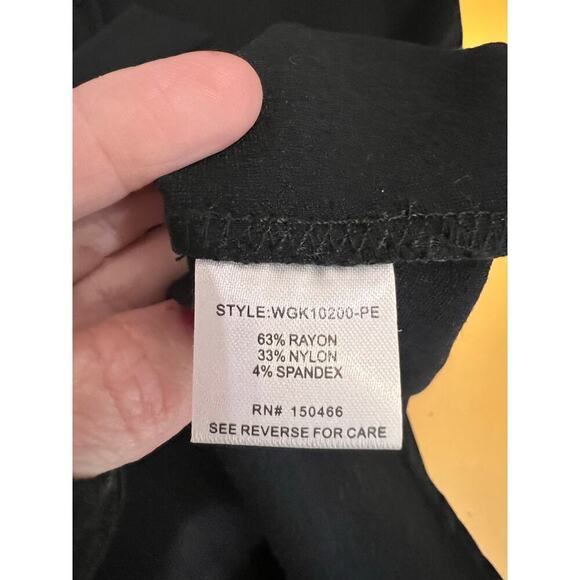 STYLE:WGK10200-PE
63% RAYON
33% NYLON
4% SPANDEX
RN# 150466
SEE REVERSE FOR CARE